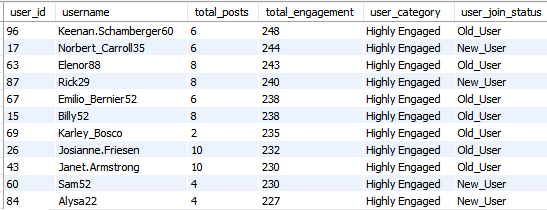 user_id username total_posts total_engagement user_category user_join_status
96 Keenan.Schamberger60 6 248 Highly Engaged Old_User
17 Norbert_Carroll35 6 244 Highly Engaged New_User
63 Elenor88 8 243 Highly Engaged Old_User
87 Rick29 8 240 Highly Engaged New_User
67 Emilio_Bernier52 6 238 Highly Engaged Old_User
15 Billy52 8 238 Highly Engaged Old_User
69 Karley_Bosco 2 235 Highly Engaged Old_User
26 Josianne.Friesen 10 232 Highly Engaged Old_User
43 Janet.Armstrong 10 230 Highly Engaged Old_User
60 Sam52 4 230 Highly Engaged New_User
84 Alysa22 4 227 Highly Engaged New_User